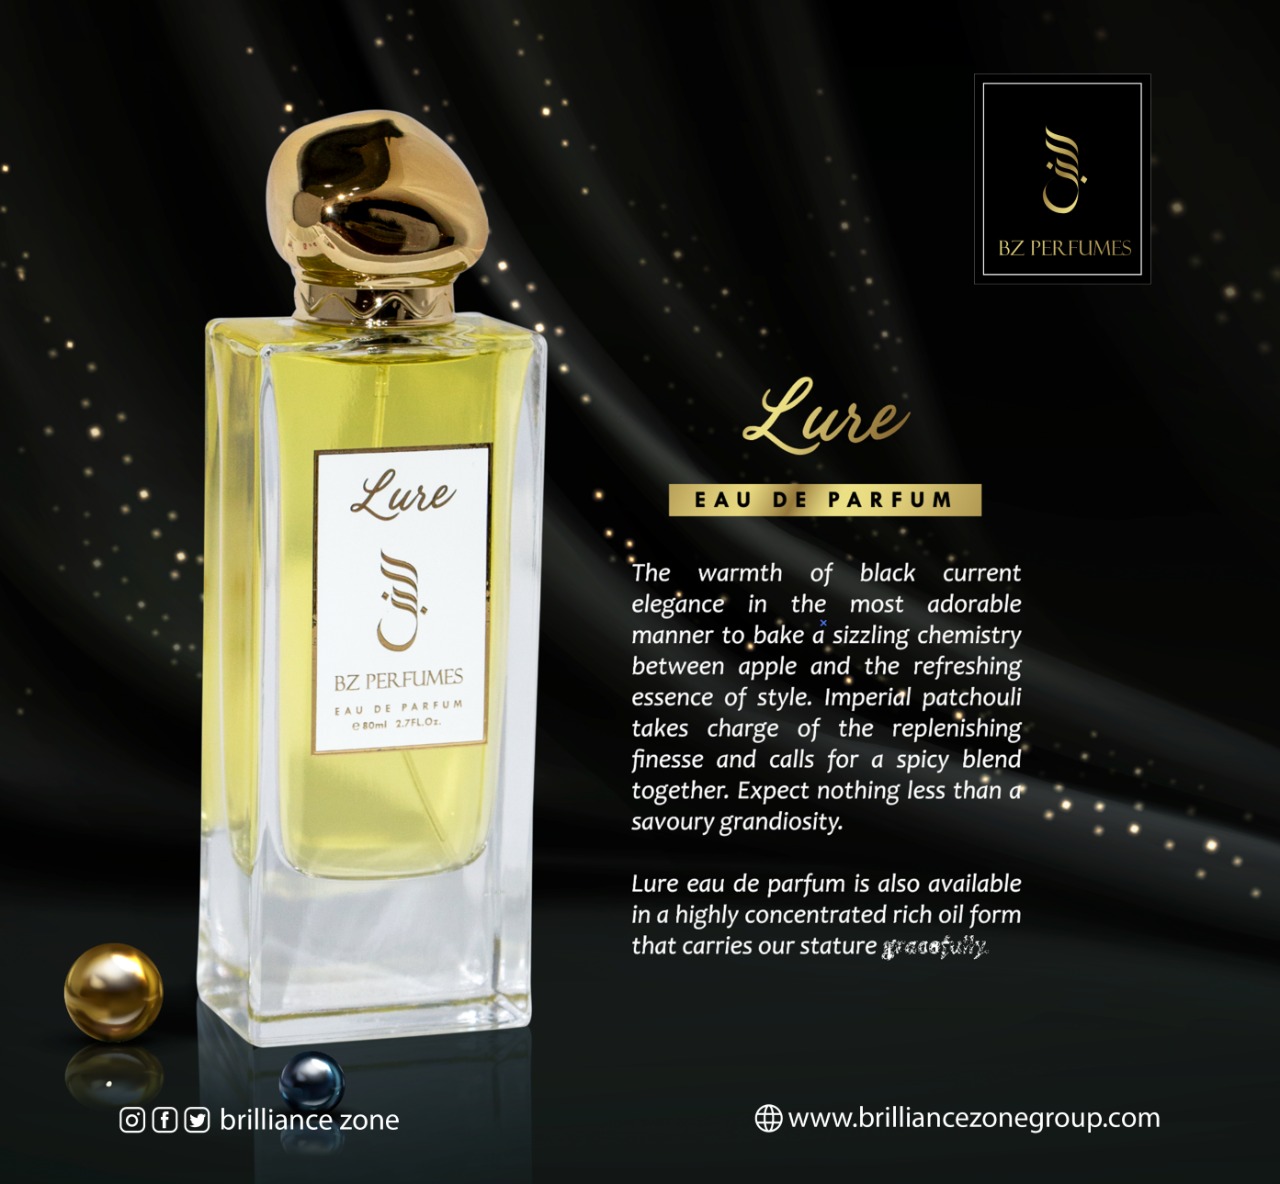 BZ PERFUMES
Lure
EAU DE PARFUM
The warmth of black current
elegance in the most adorable
manner to bake a sizzling chemistry
between apple and the refreshing
essence of style. Imperial patchouli
takes charge of the replenishing
finesse and calls for a spicy blend
together. Expect nothing less than a
savoury grandiosity.
Lure eau de parfum is also available
in a highly concentrated rich oil form
that carries our stature gracefully.
Lure
BZ PERFUMES
EAU DE PARFUM
℮ 80ml 2.7FL.Oz.
brilliance zone
www.brilliancezonegroup.com